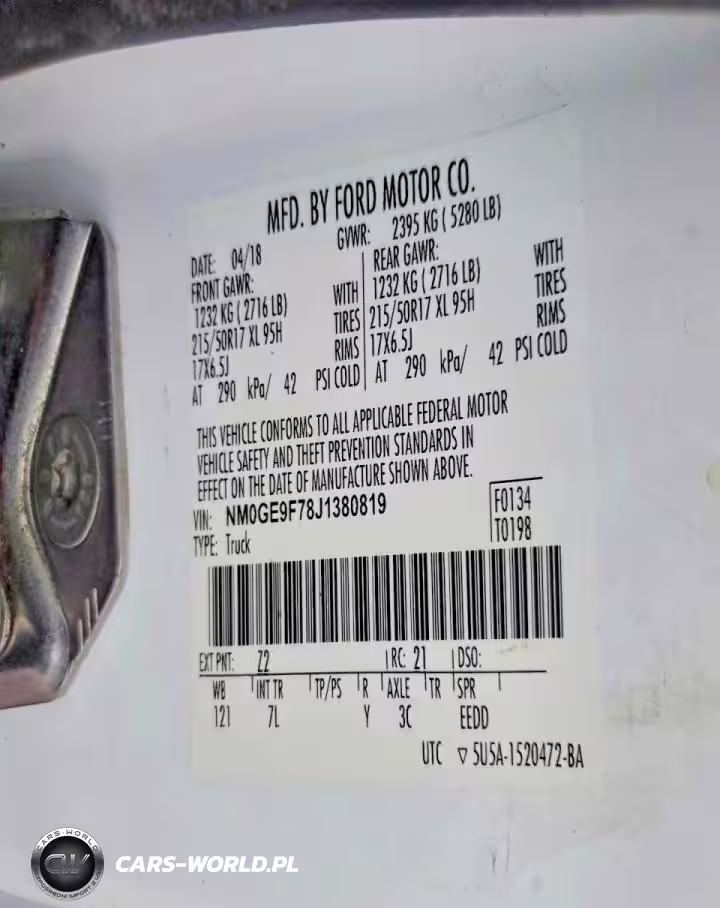 MFD. BY FORD MOTOR CO.
DATE: 04/18 GVWR: 2395 KG ( 5280 LB)
FRONT GAWR: REAR GAWR:
1232 KG ( 2716 LB) WITH 1232 KG ( 2716 LB) WITH
215/50R17 XL 95H TIRES 215/50R17 XL 95H TIRES
17X6.5J RIMS 17X6.5J RIMS
AT 290 kPa/ 42 PSI COLD AT 290 kPa/ 42 PSI COLD
THIS VEHICLE CONFORMS TO ALL APPLICABLE FEDERAL MOTOR
VEHICLE SAFETY AND THEFT PREVENTION STANDARDS IN
EFFECT ON THE DATE OF MANUFACTURE SHOWN ABOVE.
VIN: NM0GE9F78J1380819 F0134
TYPE: Truck T0198
EXT PNT: Z2 RC: 21 DSO:
WB INT TR TP/PS R AXLE TR SPR
121 7L Y 3C EEDD
UTC ▽ 5U5A-1520472-BA
CARS-WORLD
CW
CARS-WORLD.PL